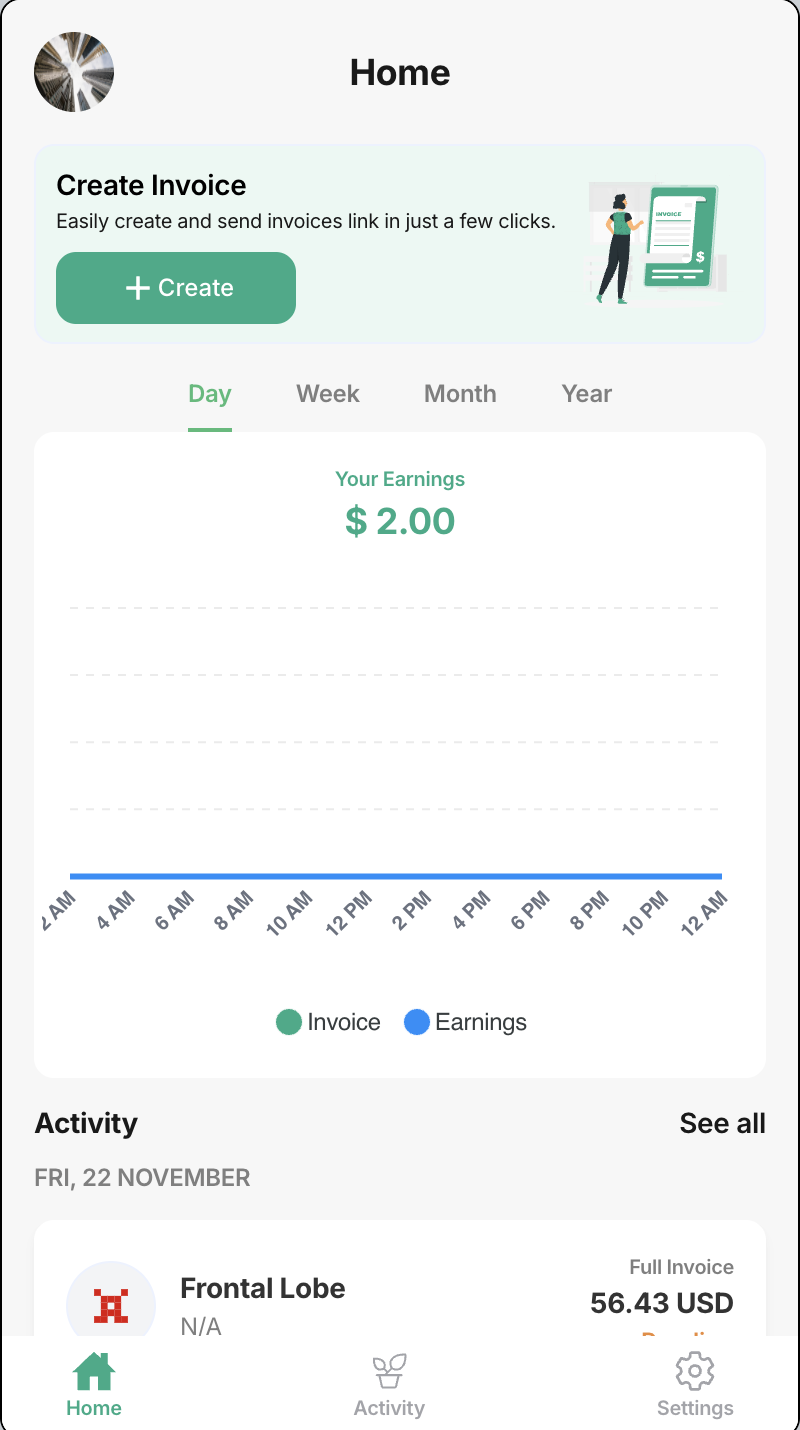 Home
Create Invoice
Easily create and send invoices link in just a few clicks.
INVOICE
$
+ Create
Day Week Month Year
Your Earnings
$ 2.00
2 AM 4 AM 6 AM 8 AM 10 AM 12 PM 2 PM 4 PM 6 PM 8 PM 10 PM 12 AM
Invoice Earnings
Activity See all
FRI, 22 NOVEMBER
Full Invoice
Frontal Lobe 56.43 USD
N/A
Home Activity Settings